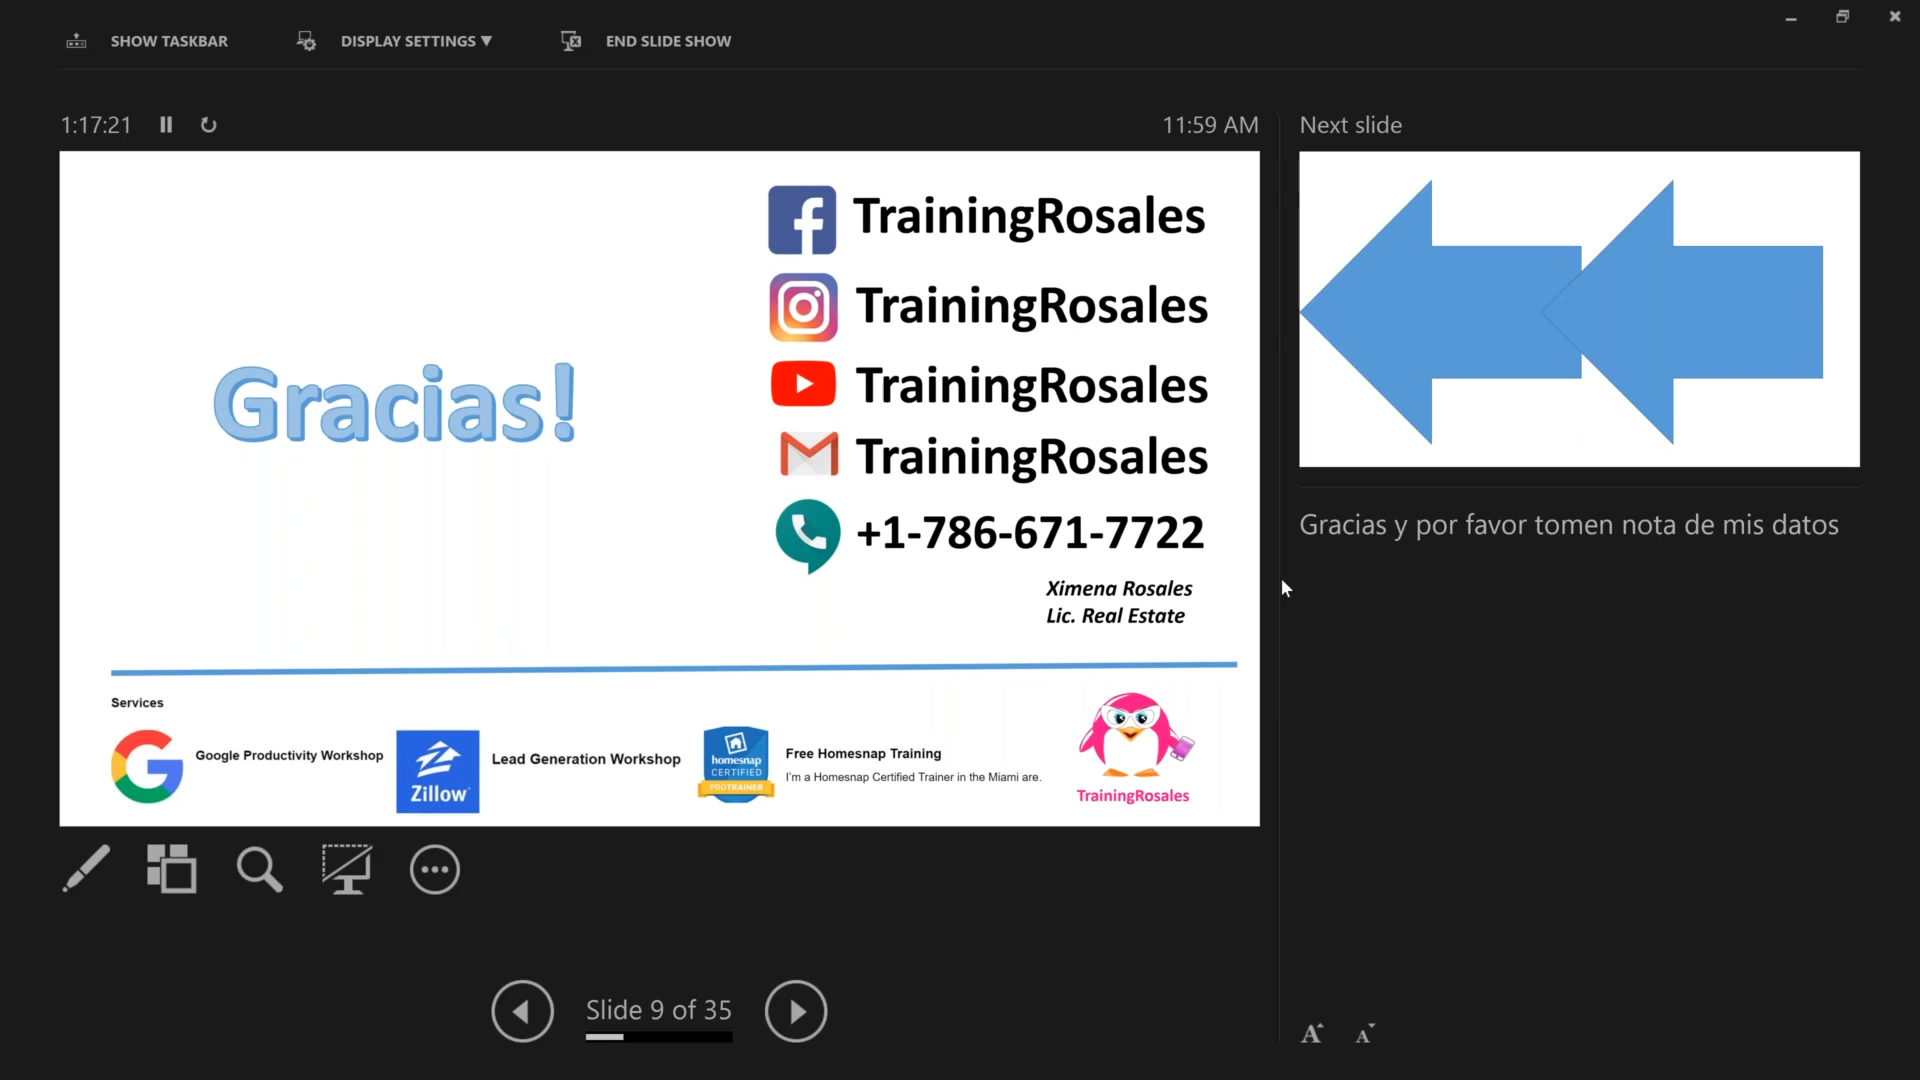 SHOW TASKBAR
DISPLAY SETTINGS ▼
END SLIDE SHOW
1:17:21
11:59 AM
Next slide
TrainingRosales
TrainingRosales
TrainingRosales
TrainingRosales
+1-786-671-7722
Ximena Rosales
Lic. Real Estate
Gracias!
Gracias y por favor tomen nota de mis datos
Services
Google Productivity Workshop
Zillow
Lead Generation Workshop
homesnap
CERTIFIED
PROTRAINER
Free Homesnap Training
I'm a Homesnap Certified Trainer in the Miami are.
TrainingRosales
Slide 9 of 35
A A